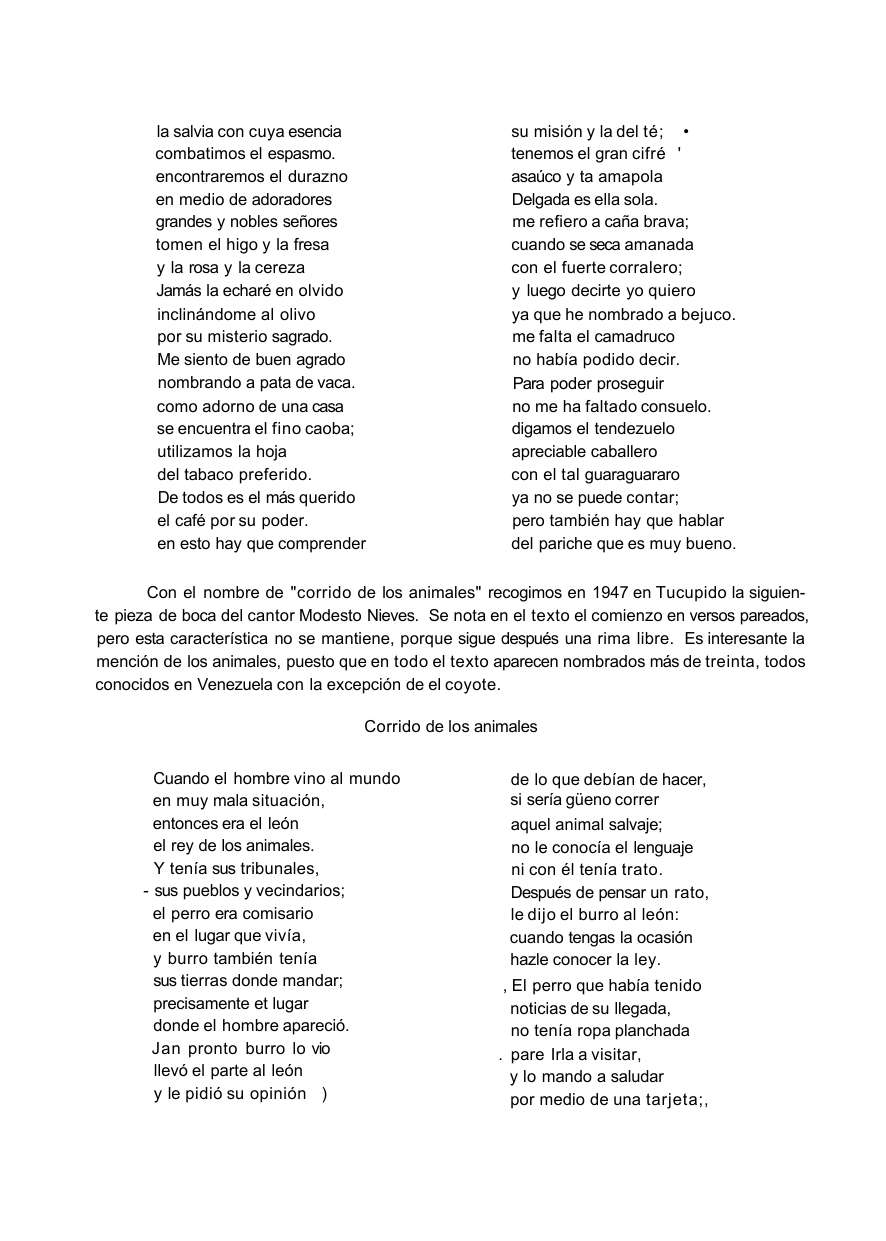 la salvia con cuya esencia
combatimos el espasmo.
encontraremos el durazno
en medio de adoradores
grandes y nobles señores
tomen el higo y la fresa
y la rosa y la cereza
Jamás la echaré en olvido
inclinándome al olivo
por su misterio sagrado.
Me siento de buen agrado
nombrando a pata de vaca.
como adorno de una casa
se encuentra el fino caoba;
utilizamos la hoja
del tabaco preferido.
De todos es el más querido
el café por su poder.
en esto hay que comprender
su misión y la del té; •
tenemos el gran cifré '
asaúco y ta amapola
Delgada es ella sola.
me refiero a caña brava;
cuando se seca amanada
con el fuerte corralero;
y luego decirte yo quiero
ya que he nombrado a bejuco.
me falta el camadruco
no había podido decir.
Para poder proseguir
no me ha faltado consuelo.
digamos el tendezuelo
apreciable caballero
con el tal guaraguararo
ya no se puede contar;
pero también hay que hablar
del pariche que es muy bueno.
Con el nombre de "corrido de los animales" recogimos en 1947 en Tucupido la siguien-
te pieza de boca del cantor Modesto Nieves. Se nota en el texto el comienzo en versos pareados,
pero esta característica no se mantiene, porque sigue después una rima libre. Es interesante la
mención de los animales, puesto que en todo el texto aparecen nombrados más de treinta, todos
conocidos en Venezuela con la excepción de el coyote.
Corrido de los animales
Cuando el hombre vino al mundo
en muy mala situación,
entonces era el león
el rey de los animales.
Y tenía sus tribunales,
- sus pueblos y vecindarios;
el perro era comisario
en el lugar que vivía,
y burro también tenía
sus tierras donde mandar;
precisamente et lugar
donde el hombre apareció.
Jan pronto burro lo vio
llevó el parte al león
y le pidió su opinión )
de lo que debían de hacer,
si sería güeno correr
aquel animal salvaje;
no le conocía el lenguaje
ni con él tenía trato.
Después de pensar un rato,
le dijo el burro al león:
cuando tengas la ocasión
hazle conocer la ley.
, El perro que había tenido
noticias de su llegada,
no tenía ropa planchada
. pare Irla a visitar,
y lo mando a saludar
por medio de una tarjeta;,